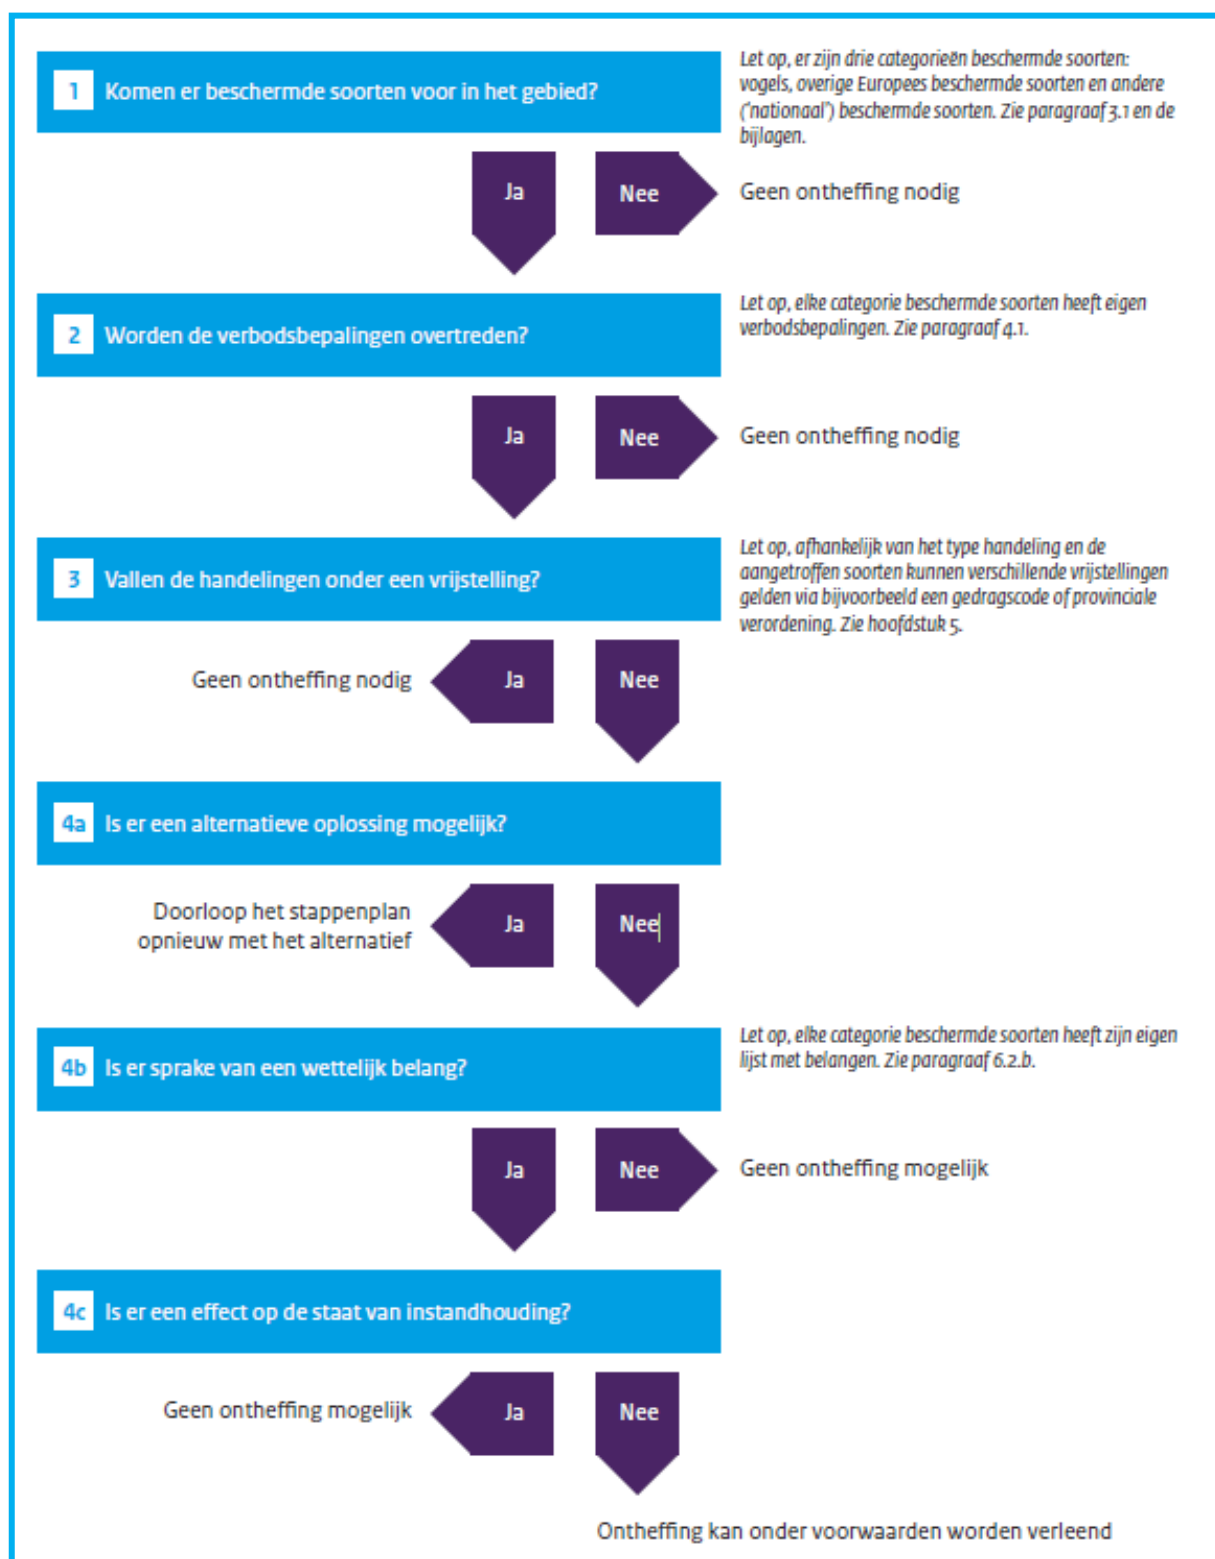 1 Komen er beschermde soorten voor in het gebied?
Let op, er zijn drie categorieën beschermde soorten:
vogels, overige Europees beschermde soorten en andere
('nationaal') beschermde soorten. Zie paragraaf 3.1 en de
bijlagen.
Ja
Nee
Geen ontheffing nodig
2 Worden de verbodsbepalingen overtreden?
Let op, elke categorie beschermde soorten heeft eigen
verbodsbepalingen. Zie paragraaf 4.1.
Ja
Nee
Geen ontheffing nodig
3 Vallen de handelingen onder een vrijstelling?
Let op, afhankelijk van het type handeling en de
aangetroffen soorten kunnen verschillende vrijstellingen
gelden via bijvoorbeeld een gedragscode of provinciale
verordening. Zie hoofdstuk 5.
Geen ontheffing nodig
Ja
Nee
4a Is er een alternatieve oplossing mogelijk?
Doorloop het stappenplan
opnieuw met het alternatief
Ja
Nee
4b Is er sprake van een wettelijk belang?
Let op, elke categorie beschermde soorten heeft zijn eigen
lijst met belangen. Zie paragraaf 6.2.b.
Ja
Nee
Geen ontheffing mogelijk
4c Is er een effect op de staat van instandhouding?
Geen ontheffing mogelijk
Ja
Nee
Ontheffing kan onder voorwaarden worden verleend